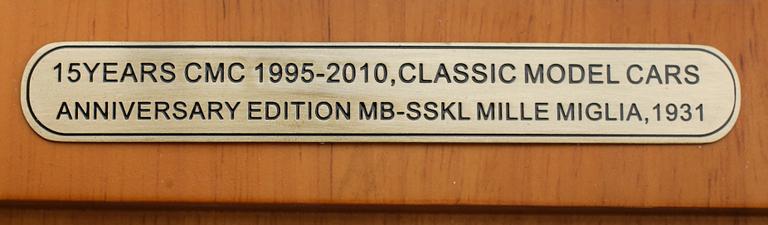 15YEARS CMC 1995-2010,CLASSIC MODEL CARS
ANNIVERSARY EDITION MB-SSKL MILLE MIGLIA,1931